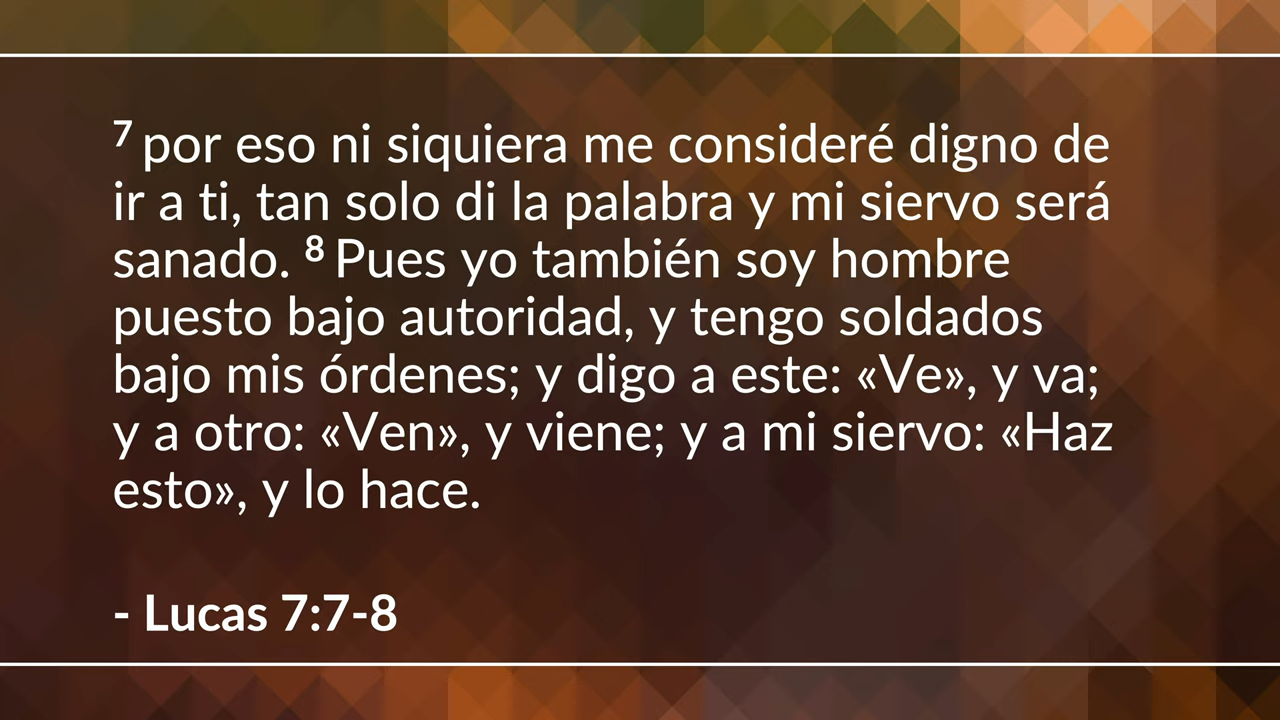 7 por eso ni siquiera me consideré digno de
ir a ti, tan solo di la palabra y mi siervo será
sanado. 8 Pues yo también soy hombre
puesto bajo autoridad, y tengo soldados
bajo mis órdenes; y digo a este: «Ve», y va;
y a otro: «Ven», y viene; y a mi siervo: «Haz
esto», y lo hace.
- Lucas 7:7-8